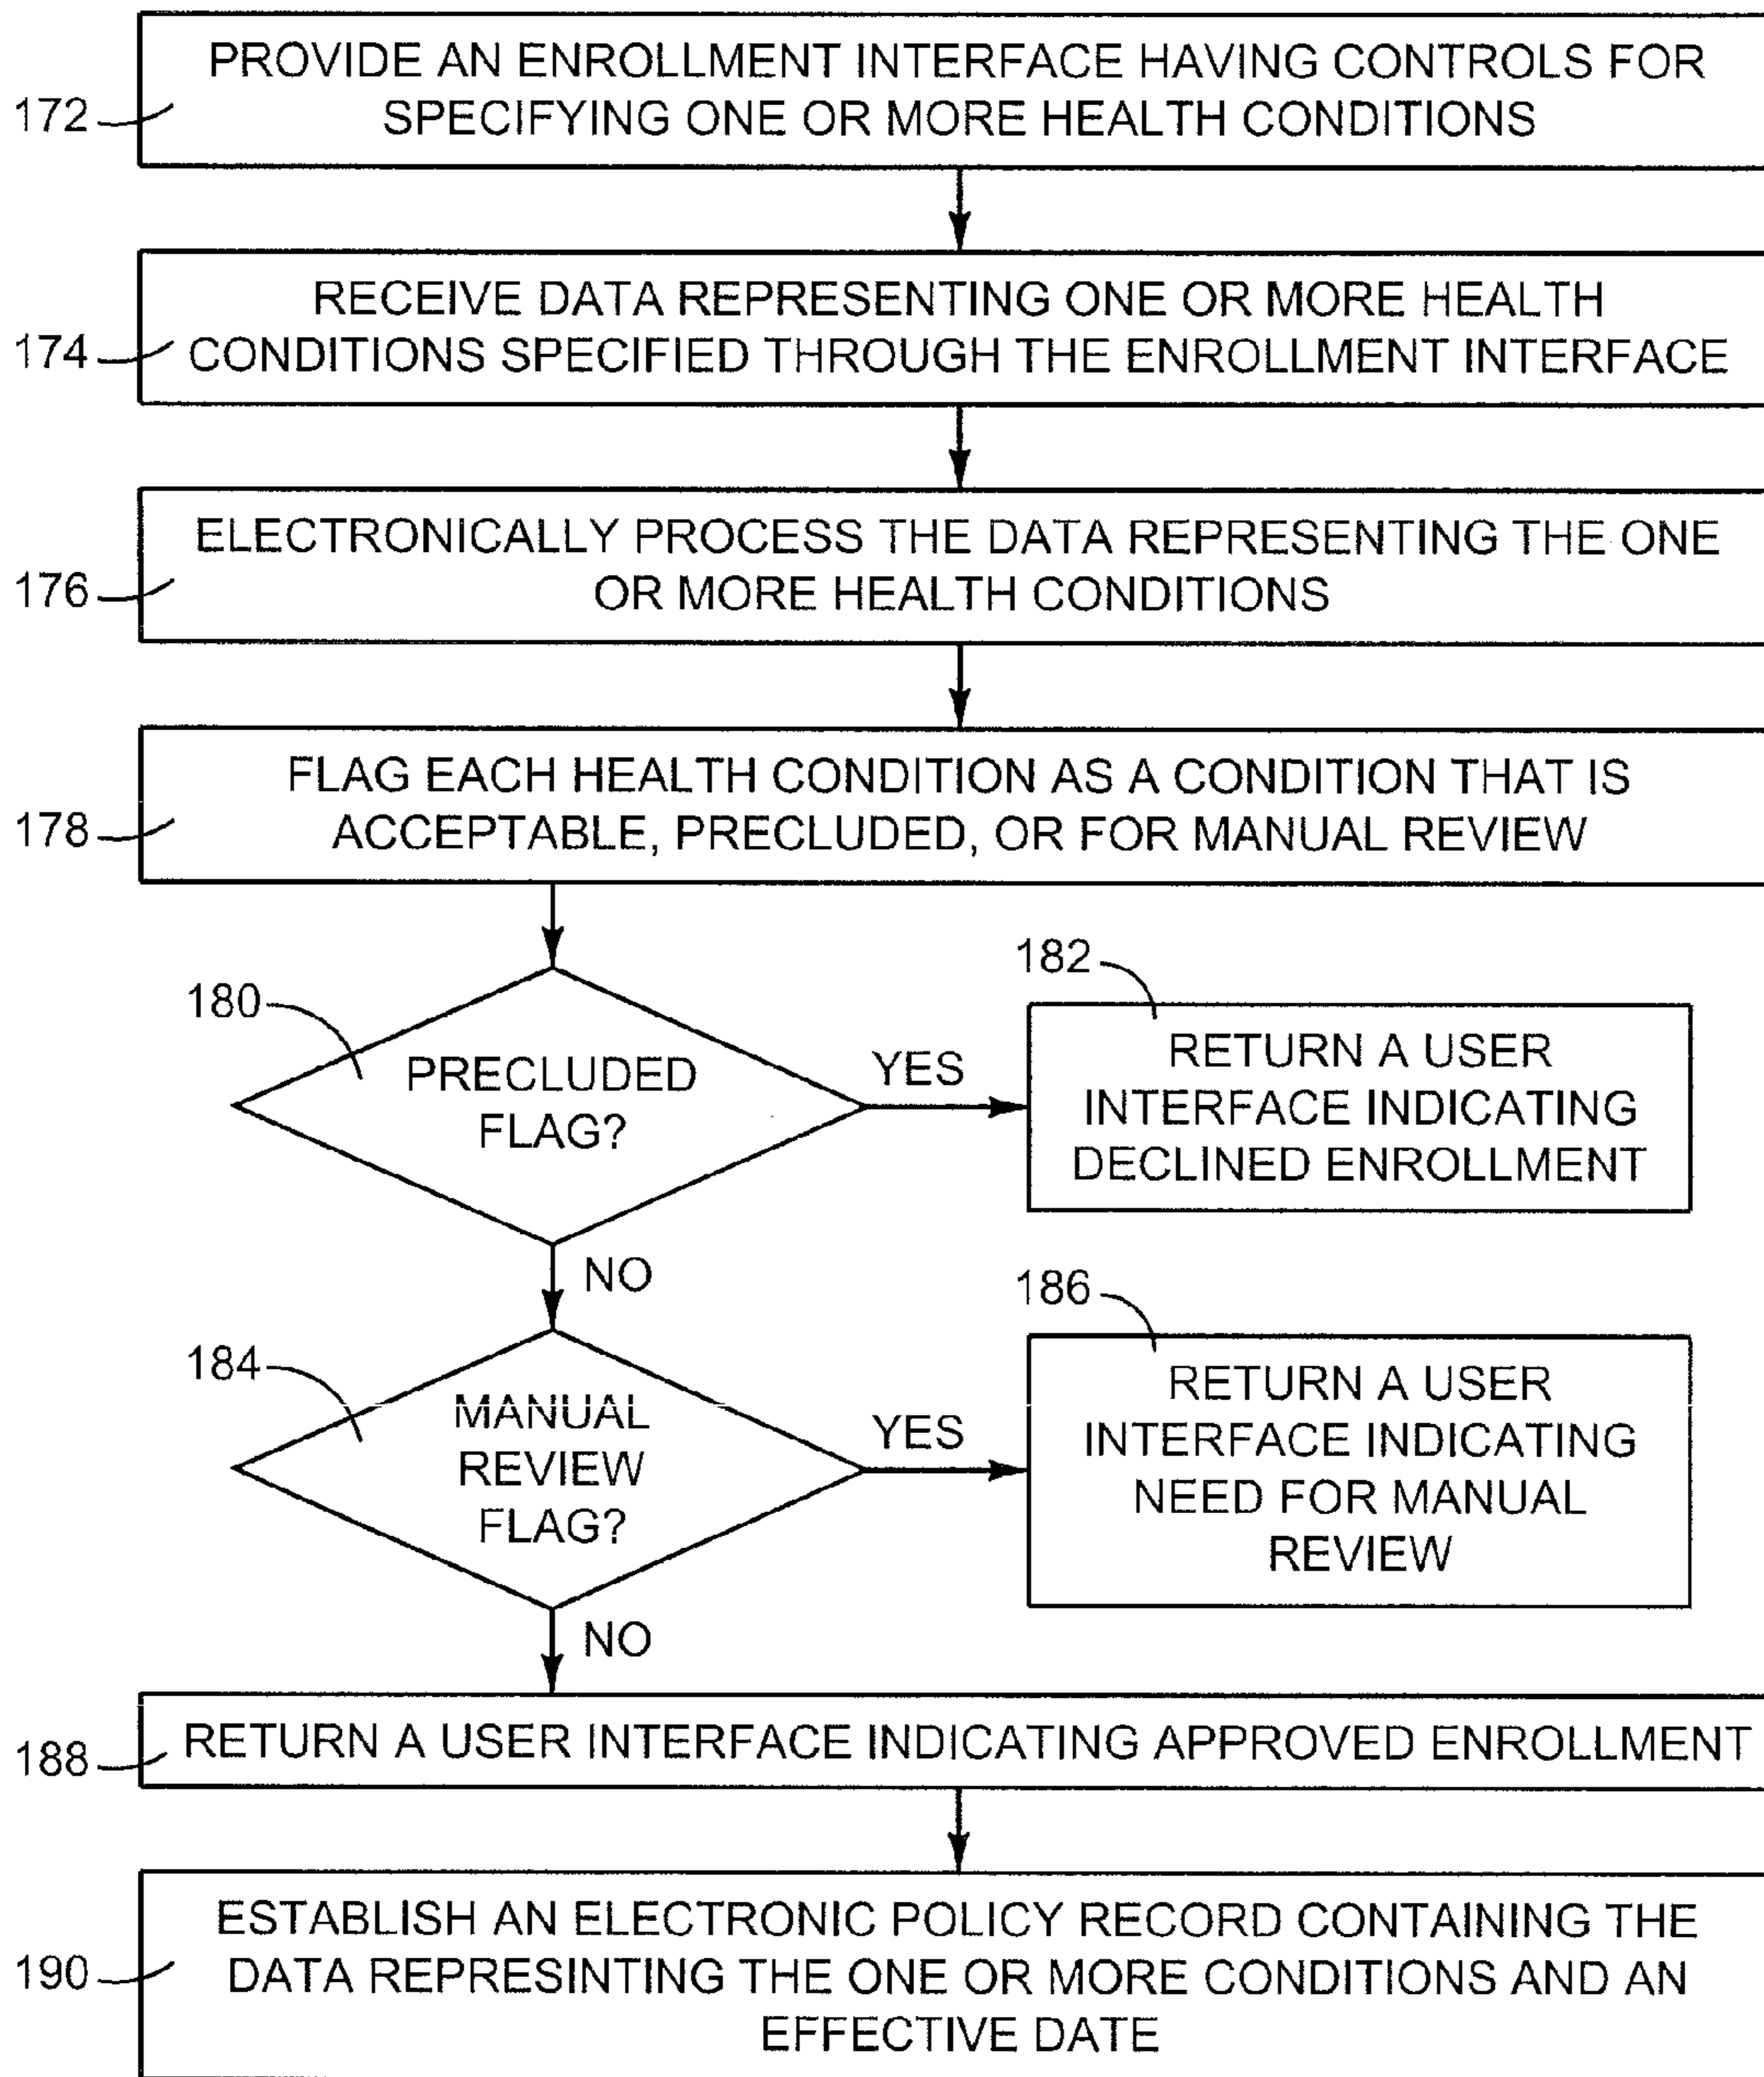 PROVIDE AN ENROLLMENT INTERFACE HAVING CONTROLS FOR
SPECIFYING ONE OR MORE HEALTH CONDITIONS
172
RECEIVE DATA REPRESENTING ONE OR MORE HEALTH
CONDITIONS SPECIFIED THROUGH THE ENROLLMENT INTERFACE
174
ELECTRONICALLY PROCESS THE DATA REPRESENTING THE ONE
OR MORE HEALTH CONDITIONS
176
FLAG EACH HEALTH CONDITION AS A CONDITION THAT IS
ACCEPTABLE, PRECLUDED, OR FOR MANUAL REVIEW
178
180
PRECLUDED
FLAG?
YES
182
RETURN A USER
INTERFACE INDICATING
DECLINED ENROLLMENT
NO
184
MANUAL
REVIEW
FLAG?
YES
186
RETURN A USER
INTERFACE INDICATING
NEED FOR MANUAL
REVIEW
NO
188
RETURN A USER INTERFACE INDICATING APPROVED ENROLLMENT
ESTABLISH AN ELECTRONIC POLICY RECORD CONTAINING THE
190
DATA REPRESINTING THE ONE OR MORE CONDITIONS AND AN
EFFECTIVE DATE